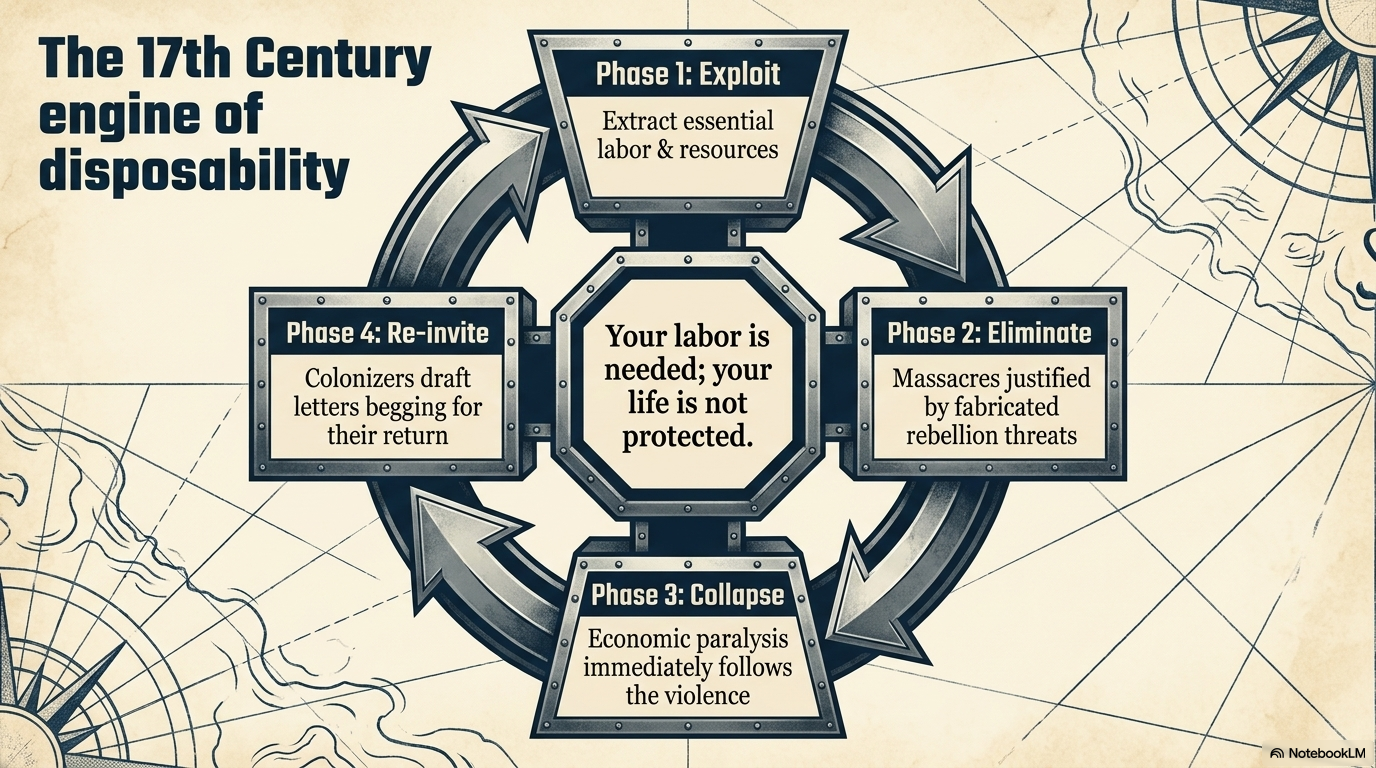 The 17th Century
engine of
disposability
Phase 1: Exploit
Extract essential
labor & resources
Phase 2: Eliminate
Massacres justified
by fabricated
rebellion threats
Phase 3: Collapse
Economic paralysis
immediately follows
the violence
Phase 4: Re-invite
Colonizers draft
letters begging for
their return
Your labor is
needed; your
life is not
protected.
NotebookLM